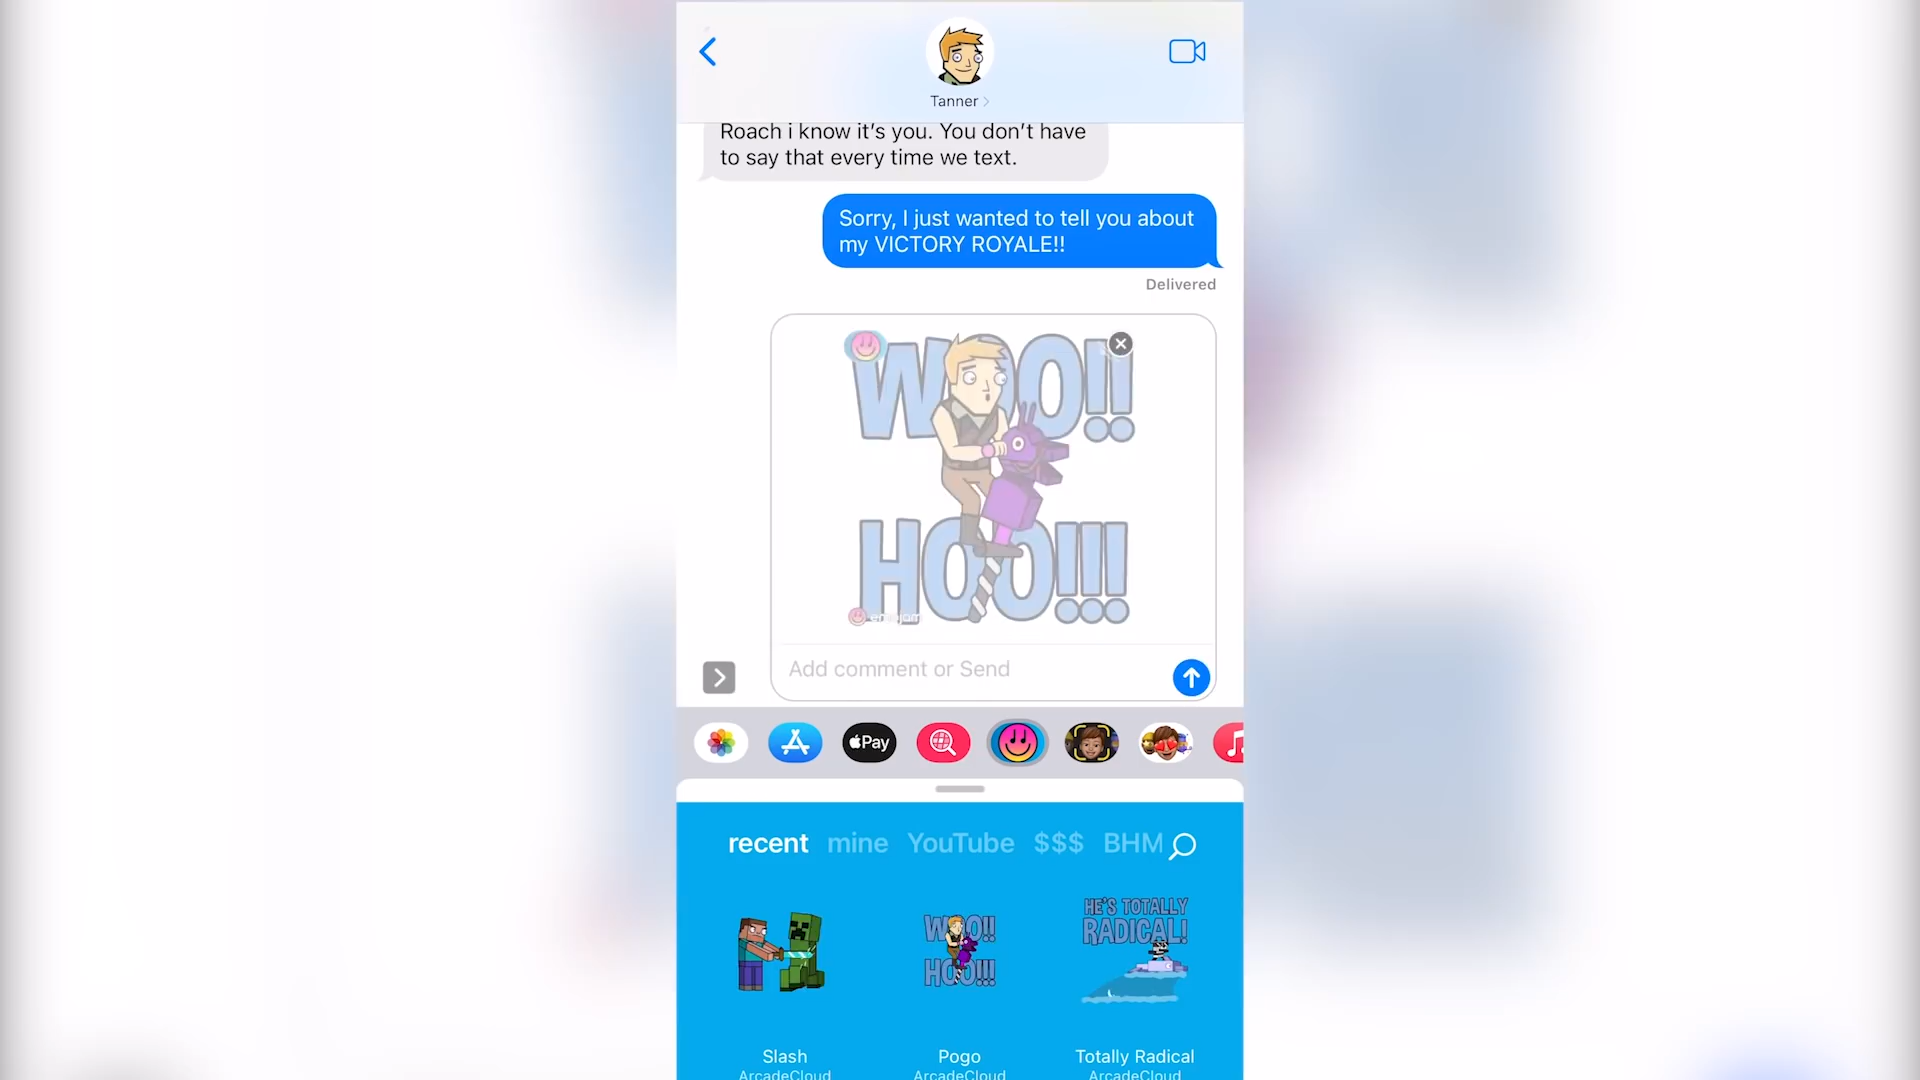 Tanner
Roach i know it’s you. You don’t have
to say that every time we text.
Sorry, I just wanted to tell you about
my VICTORY ROYALE!!
Delivered
WOO!!
HOO!!!
Add comment or Send
Pay
recent mine YouTube $$$ BHM
WOO!!
HOO!!!
HE'S TOTALLY
RADICAL!
Slash Pogo Totally Radical
ArcadeCloud ArcadeCloud ArcadeCloud